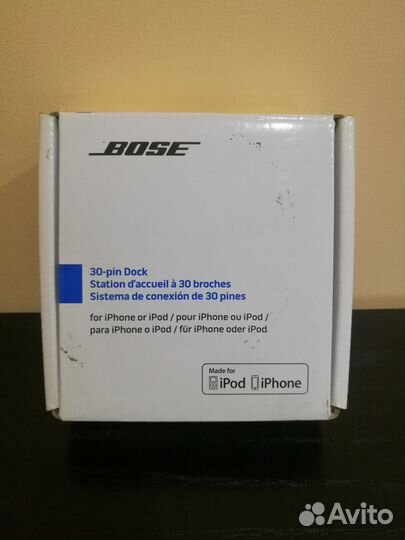 BOSE
30-pin Dock
Station d'accueil à 30 broches
Sistema de conexión de 30 pines
for iPhone or iPod / pour iPhone ou iPod /
para iPhone o iPod / für iPhone oder iPod.
Made for
iPod iPhone
Avito